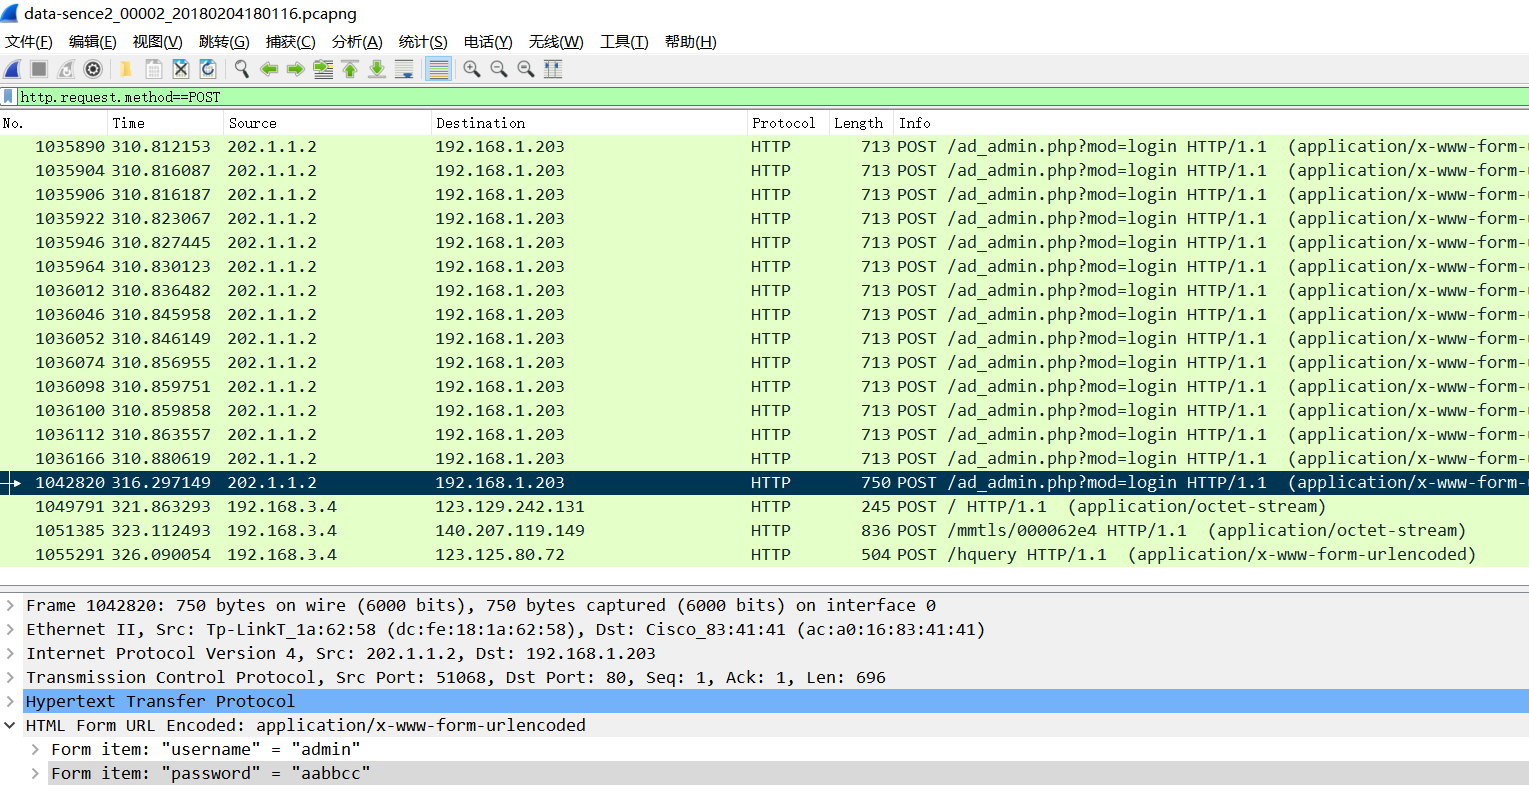 data-sence2_00002_20180204180116.pcapng
文件(F) 编辑(E) 视图(V) 跳转(G) 捕获(C) 分析(A) 统计(S) 电话(Y) 无线(W) 工具(T) 帮助(H)
http.request.method==POST
No. Time Source Destination Protocol Length Info
1035890 310.812153 202.1.1.2 192.168.1.203 HTTP 713 POST /ad_admin.php?mod=login HTTP/1.1 (application/x-www-form-
1035904 310.816087 202.1.1.2 192.168.1.203 HTTP 713 POST /ad_admin.php?mod=login HTTP/1.1 (application/x-www-form-
1035906 310.816187 202.1.1.2 192.168.1.203 HTTP 713 POST /ad_admin.php?mod=login HTTP/1.1 (application/x-www-form-
1035922 310.823067 202.1.1.2 192.168.1.203 HTTP 713 POST /ad_admin.php?mod=login HTTP/1.1 (application/x-www-form-
1035946 310.827445 202.1.1.2 192.168.1.203 HTTP 713 POST /ad_admin.php?mod=login HTTP/1.1 (application/x-www-form-
1035964 310.830123 202.1.1.2 192.168.1.203 HTTP 713 POST /ad_admin.php?mod=login HTTP/1.1 (application/x-www-form-
1036012 310.836482 202.1.1.2 192.168.1.203 HTTP 713 POST /ad_admin.php?mod=login HTTP/1.1 (application/x-www-form-
1036046 310.845958 202.1.1.2 192.168.1.203 HTTP 713 POST /ad_admin.php?mod=login HTTP/1.1 (application/x-www-form-
1036052 310.846149 202.1.1.2 192.168.1.203 HTTP 713 POST /ad_admin.php?mod=login HTTP/1.1 (application/x-www-form-
1036074 310.856955 202.1.1.2 192.168.1.203 HTTP 713 POST /ad_admin.php?mod=login HTTP/1.1 (application/x-www-form-
1036098 310.859751 202.1.1.2 192.168.1.203 HTTP 713 POST /ad_admin.php?mod=login HTTP/1.1 (application/x-www-form-
1036100 310.859858 202.1.1.2 192.168.1.203 HTTP 713 POST /ad_admin.php?mod=login HTTP/1.1 (application/x-www-form-
1036112 310.863557 202.1.1.2 192.168.1.203 HTTP 713 POST /ad_admin.php?mod=login HTTP/1.1 (application/x-www-form-
1036166 310.880619 202.1.1.2 192.168.1.203 HTTP 713 POST /ad_admin.php?mod=login HTTP/1.1 (application/x-www-form-
1042820 316.297149 202.1.1.2 192.168.1.203 HTTP 750 POST /ad_admin.php?mod=login HTTP/1.1 (application/x-www-form-
1049791 321.863293 192.168.3.4 123.129.242.131 HTTP 245 POST / HTTP/1.1 (application/octet-stream)
1051385 323.112493 192.168.3.4 140.207.119.149 HTTP 836 POST /mmtls/000062e4 HTTP/1.1 (application/octet-stream)
1055291 326.090054 192.168.3.4 123.125.80.72 HTTP 504 POST /hquery HTTP/1.1 (application/x-www-form-urlencoded)
Frame 1042820: 750 bytes on wire (6000 bits), 750 bytes captured (6000 bits) on interface 0
Ethernet II, Src: Tp-LinkT_1a:62:58 (dc:fe:18:1a:62:58), Dst: Cisco_83:41:41 (ac:a0:16:83:41:41)
Internet Protocol Version 4, Src: 202.1.1.2, Dst: 192.168.1.203
Transmission Control Protocol, Src Port: 51068, Dst Port: 80, Seq: 1, Ack: 1, Len: 696
Hypertext Transfer Protocol
HTML Form URL Encoded: application/x-www-form-urlencoded
Form item: "username" = "admin"
Form item: "password" = "aabbcc"